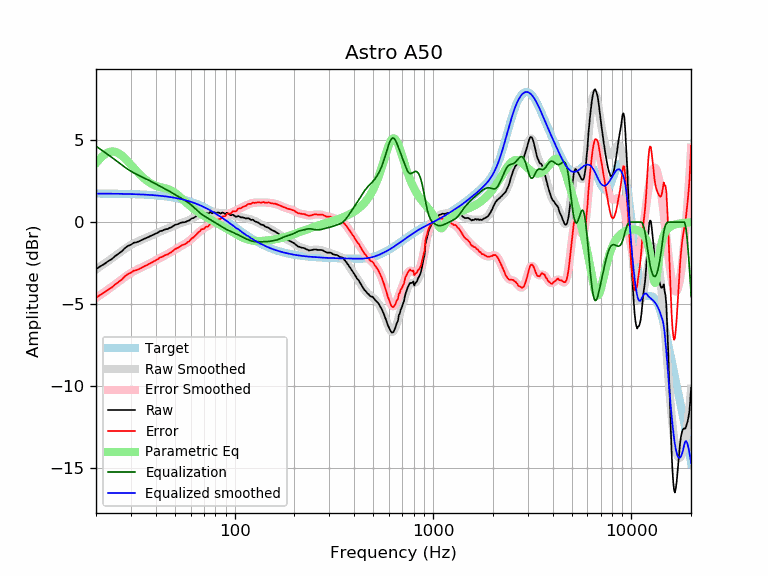 Astro A50
Amplitude (dBr)
5
0
−5
−10
−15
Target
Raw Smoothed
Error Smoothed
Raw
Error
Parametric Eq
Equalization
Equalized smoothed
100
1000
10000
Frequency (Hz)